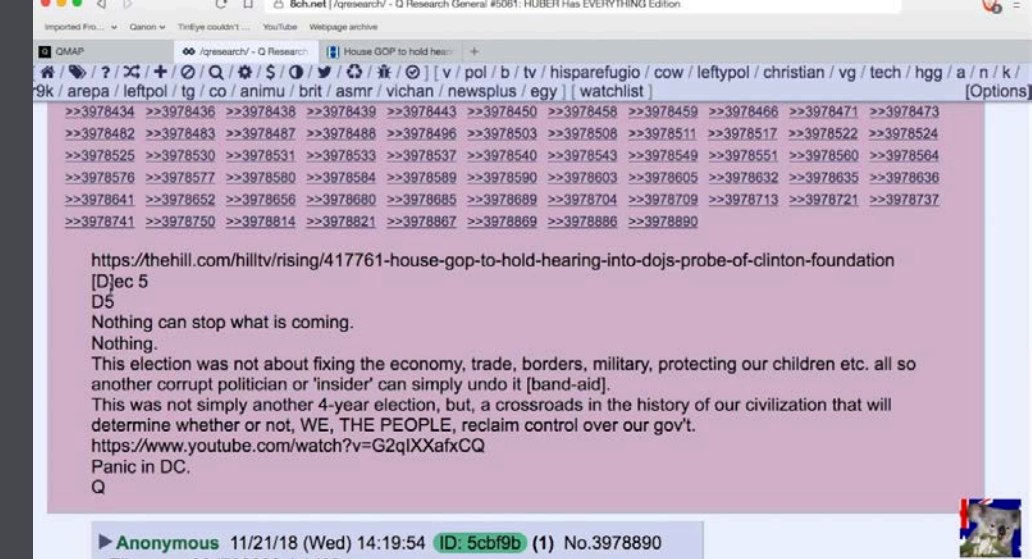 8ch.net | /qresearch/ - Q Research General #5061: HUBER Has EVERYTHING Edition
Imported Fro... Qanon TinEye couldn't ... YouTube Webpage archive
QMAP /qresearch/ - Q Research House GOP to hold hear +
/ ? / + / / Q / / $ / / / / / ] [ v / pol / b / tv / hisparefugio / cow / leftypol / christian / vg / tech / hgg / a / n / k /
r9k / arepa / leftpol / tg / co / animu / brit / asmr / vichan / newsplus / egy ] [ watchlist ] [Options]
>>3978434 >>3978436 >>3978438 >>3978439 >>3978443 >>3978450 >>3978458 >>3978459 >>3978466 >>3978471 >>3978473
>>3978482 >>3978483 >>3978487 >>3978488 >>3978496 >>3978503 >>3978508 >>3978511 >>3978517 >>3978522 >>3978524
>>3978525 >>3978530 >>3978531 >>3978533 >>3978537 >>3978540 >>3978543 >>3978549 >>3978551 >>3978560 >>3978564
>>3978576 >>3978577 >>3978580 >>3978584 >>3978589 >>3978590 >>3978603 >>3978605 >>3978632 >>3978635 >>3978636
>>3978641 >>3978652 >>3978656 >>3978680 >>3978685 >>3978689 >>3978704 >>3978709 >>3978713 >>3978721 >>3978737
>>3978741 >>3978750 >>3978814 >>3978821 >>3978867 >>3978869 >>3978886 >>3978890
https://thehill.com/hilltv/rising/417761-house-gop-to-hold-hearing-into-dojs-probe-of-clinton-foundation
[D]ec 5
D5
Nothing can stop what is coming.
Nothing.
This election was not about fixing the economy, trade, borders, military, protecting our children etc. all so
another corrupt politician or 'insider' can simply undo it [band-aid].
This was not simply another 4-year election, but, a crossroads in the history of our civilization that will
determine whether or not, WE, THE PEOPLE, reclaim control over our gov't.
https://www.youtube.com/watch?v=G2qIXXafxCQ
Panic in DC.
Q
Anonymous 11/21/18 (Wed) 14:19:54 ID: 5cbf9b (1) No.3978890